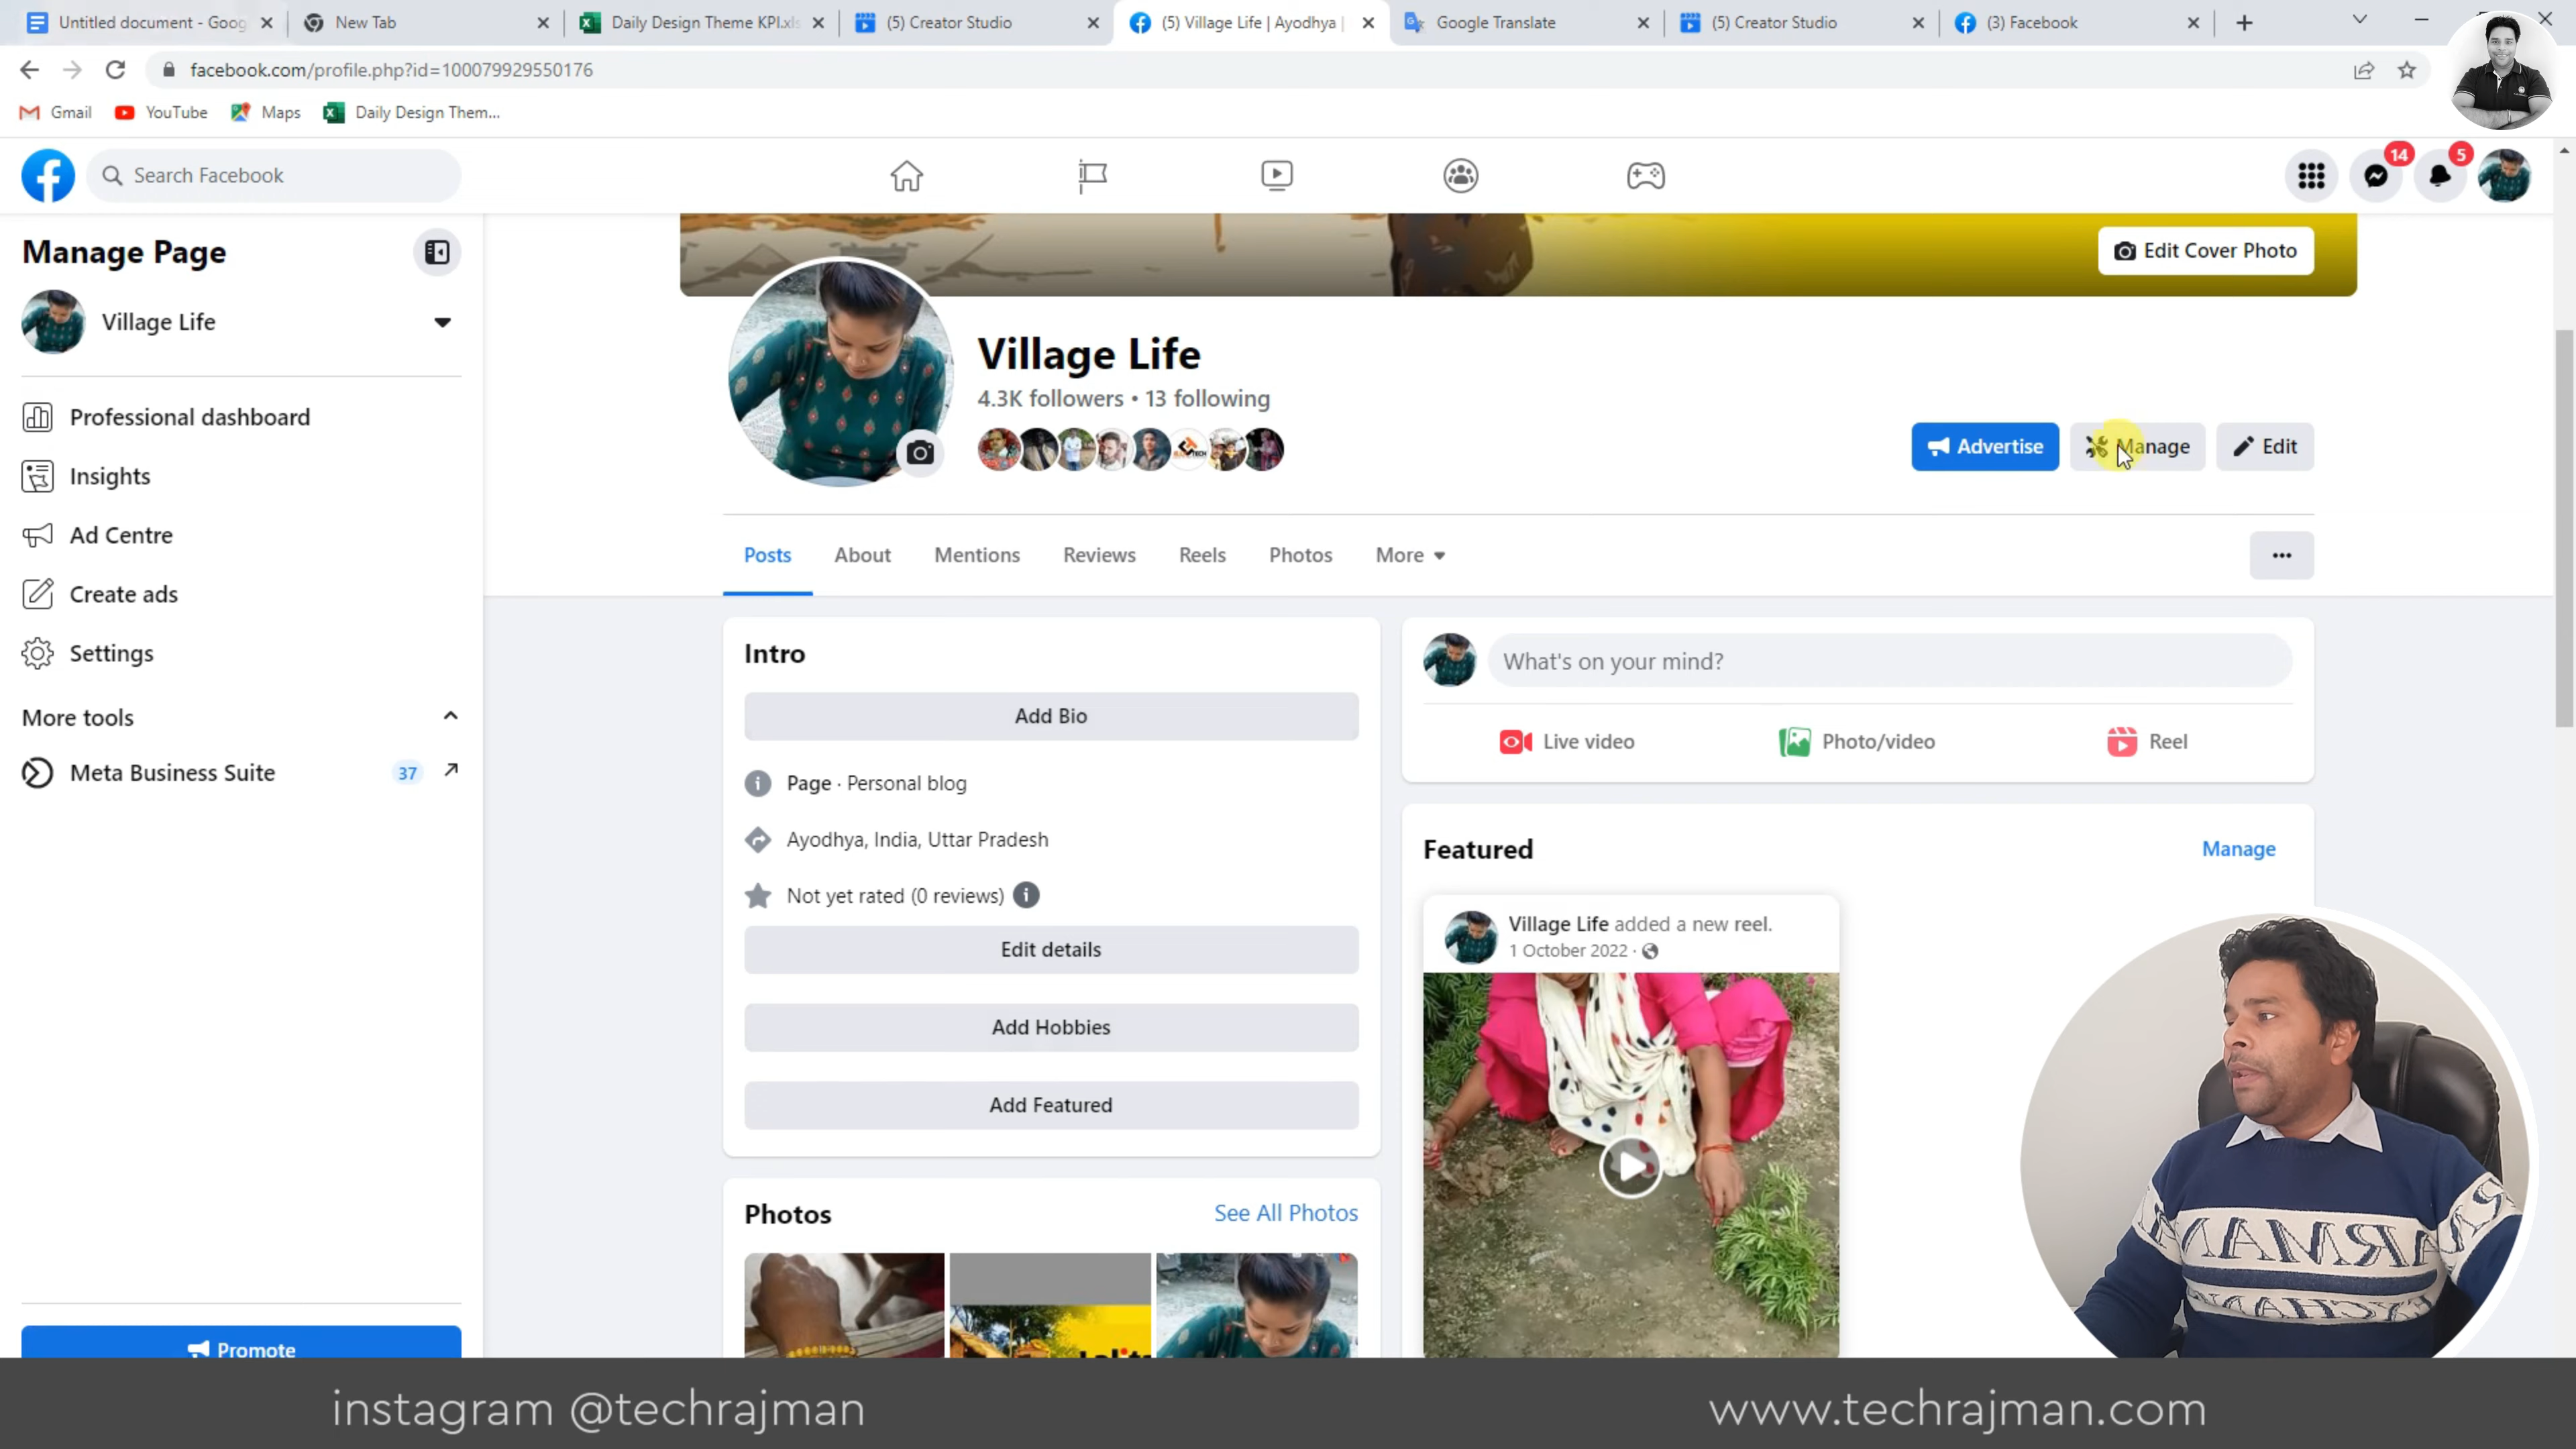 Untitled document - Goog
New Tab
Daily Design Theme KPI.xls
(5) Creator Studio
(5) Village Life | Ayodhya |
Google Translate
(5) Creator Studio
(3) Facebook
facebook.com/profile.php?id=100079929550176
Gmail
YouTube
Maps
Daily Design Them...
Search Facebook
14
5
Manage Page
Village Life
Professional dashboard
Insights
Ad Centre
Create ads
Settings
More tools
Meta Business Suite
37
Promote
Edit Cover Photo
Village Life
4.3K followers • 13 following
Advertise
Manage
Edit
Posts
About
Mentions
Reviews
Reels
Photos
More
Intro
Add Bio
Page · Personal blog
Ayodhya, India, Uttar Pradesh
Not yet rated (0 reviews)
Edit details
Add Hobbies
Add Featured
Photos
See All Photos
What's on your mind?
Live video
Photo/video
Reel
Featured
Manage
Village Life added a new reel.
1 October 2022 ·
instagram @techrajman
www.techrajman.com